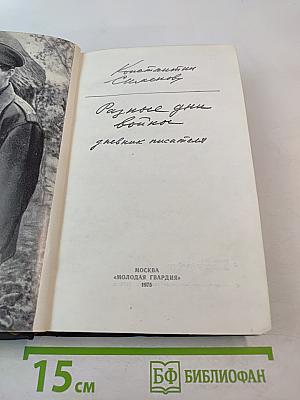 Константин
Симонов
Разные дни
войны
дневник писателя
МОСКВА
«МОЛОДАЯ ГВАРДИЯ»
1975
15 см
БФ БИБЛИОФАН